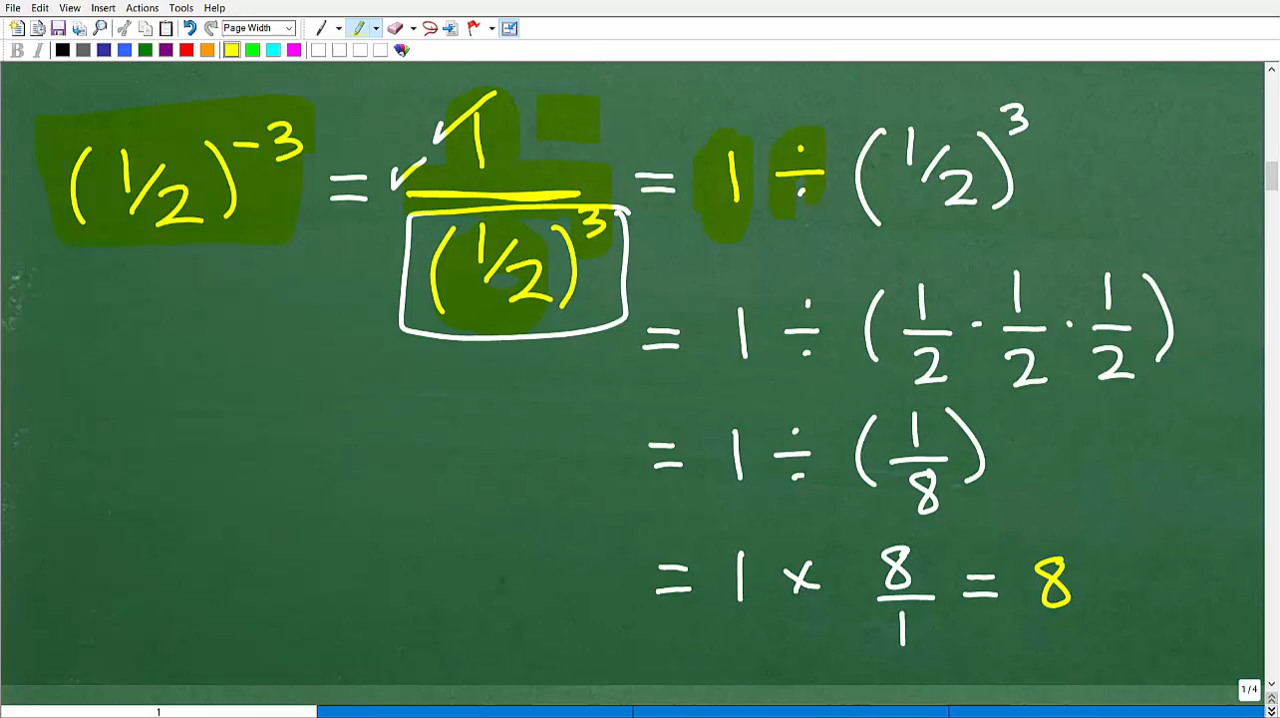 File Edit View Insert Actions Tools Help
Page Width
B I
(1/2)⁻³ = 1/(1/2)³ = 1 ÷ (1/2)³
= 1 ÷ (1/2 · 1/2 · 1/2)
= 1 ÷ (1/8)
= 1 × 8/1 = 8
1/4
1